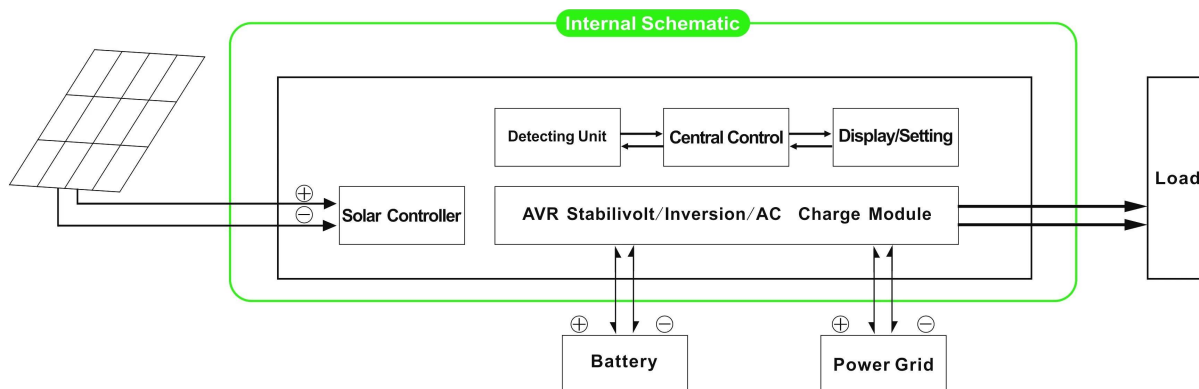 Internal Schematic
Detecting Unit
Central Control
Display/Setting
Load
⊕
⊖
Solar Controller
AVR Stabilivolt/Inversion/AC Charge Module
⊕ ⊖
⊕ ⊖
Battery
Power Grid